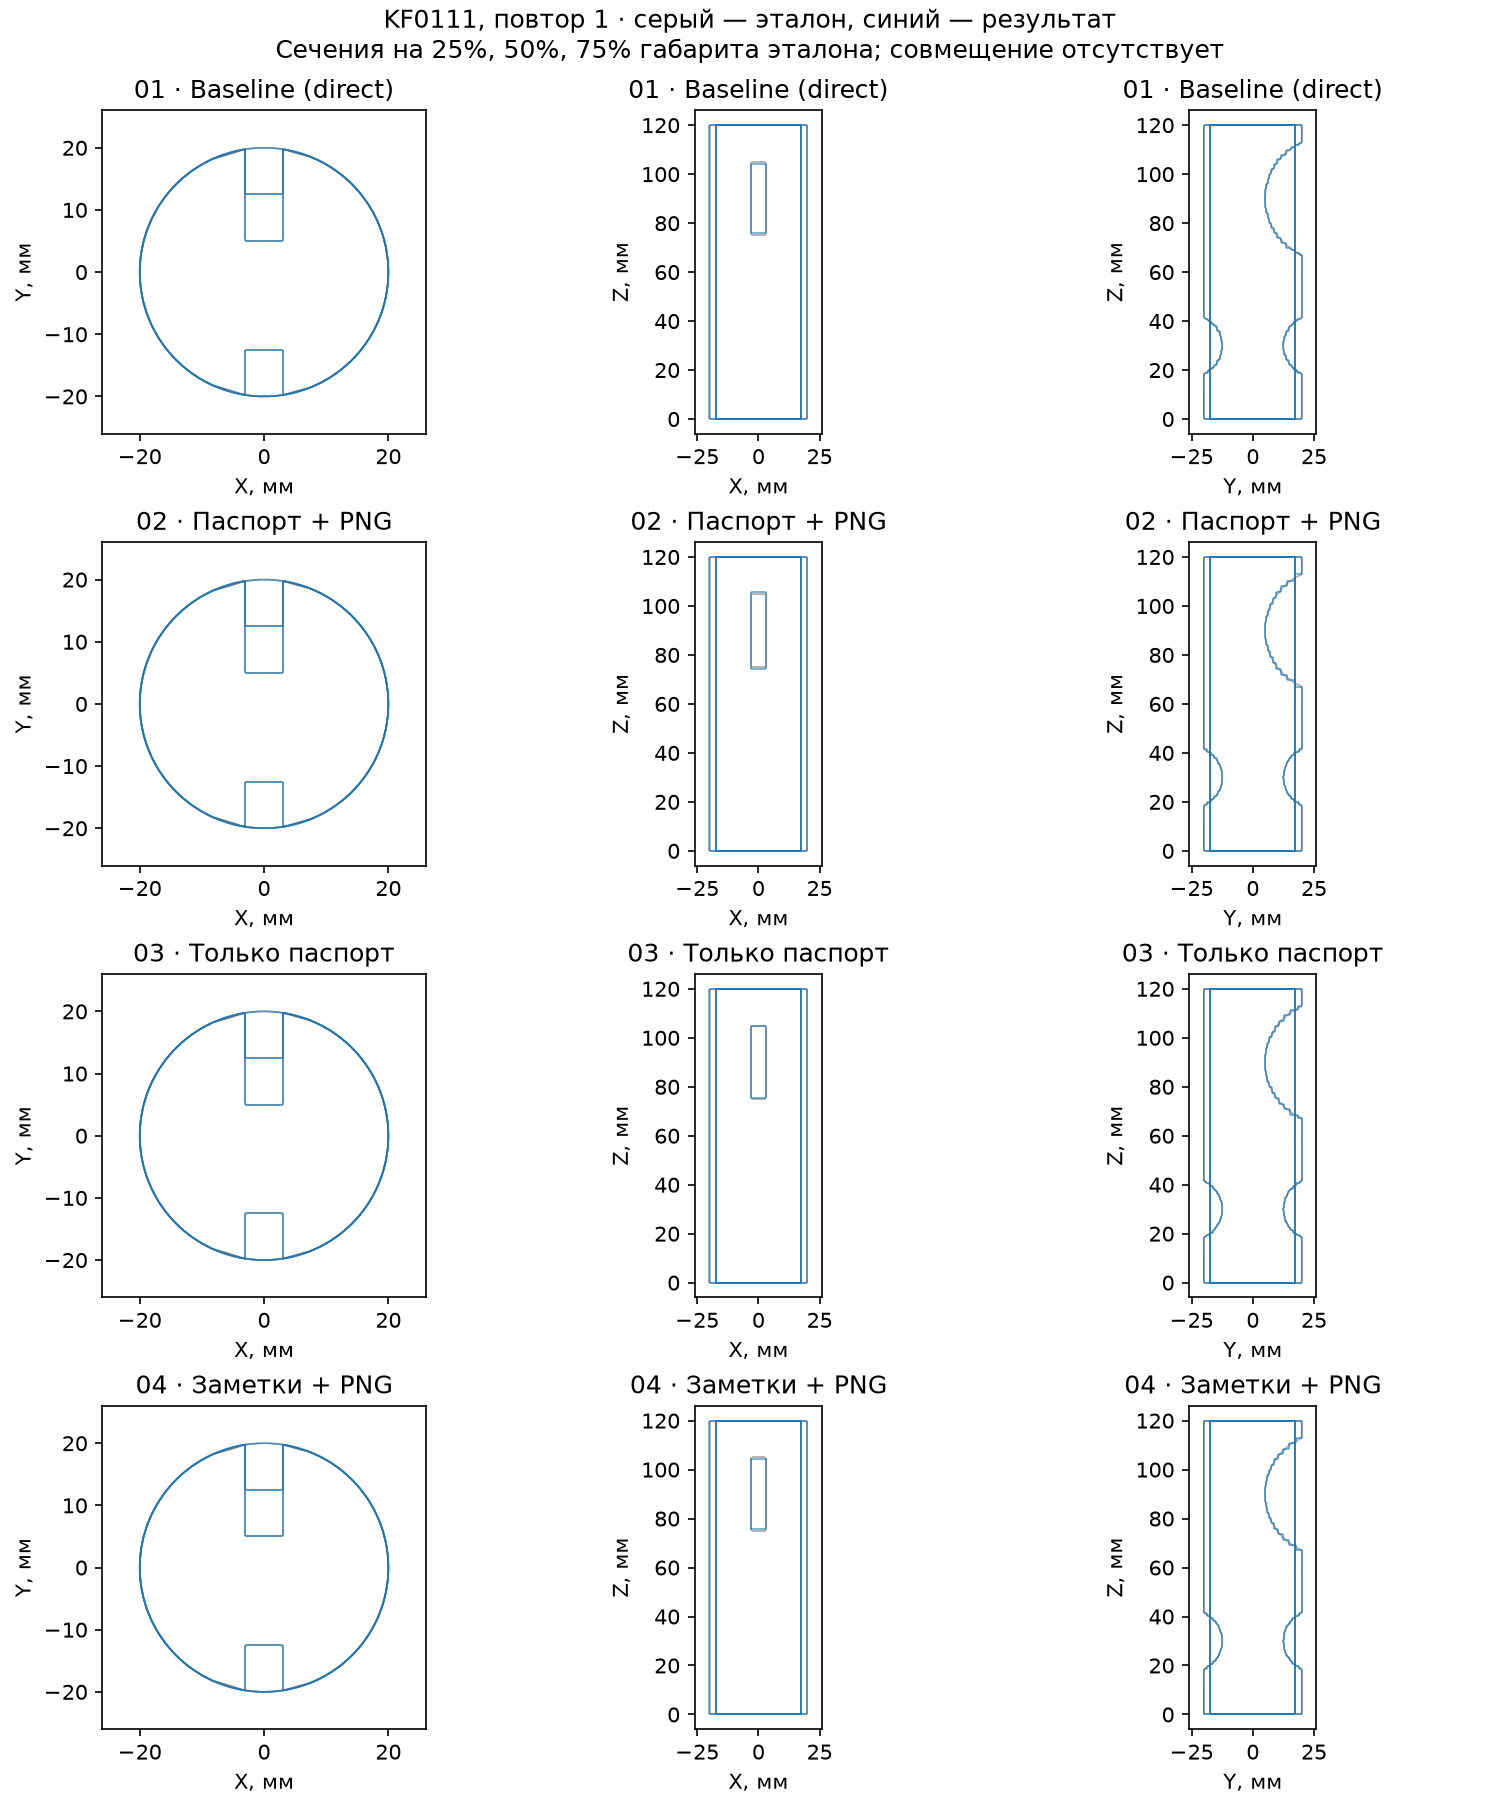 KF0111, повтор 1 · серый — эталон, синий — результат
Сечения на 25%, 50%, 75% габарита эталона; совмещение отсутствует
01 · Baseline (direct)
20
10
0
−10
−20
Y, мм
−20 0 20
X, мм
01 · Baseline (direct)
120
100
80
60
40
20
0
Z, мм
−25 0 25
X, мм
01 · Baseline (direct)
120
100
80
60
40
20
0
Z, мм
−25 0 25
Y, мм
02 · Паспорт + PNG
20
10
0
−10
−20
Y, мм
−20 0 20
X, мм
02 · Паспорт + PNG
120
100
80
60
40
20
0
Z, мм
−25 0 25
X, мм
02 · Паспорт + PNG
120
100
80
60
40
20
0
Z, мм
−25 0 25
Y, мм
03 · Только паспорт
20
10
0
−10
−20
Y, мм
−20 0 20
X, мм
03 · Только паспорт
120
100
80
60
40
20
0
Z, мм
−25 0 25
X, мм
03 · Только паспорт
120
100
80
60
40
20
0
Z, мм
−25 0 25
Y, мм
04 · Заметки + PNG
20
10
0
−10
−20
Y, мм
−20 0 20
X, мм
04 · Заметки + PNG
120
100
80
60
40
20
0
Z, мм
−25 0 25
X, мм
04 · Заметки + PNG
120
100
80
60
40
20
0
Z, мм
−25 0 25
Y, мм